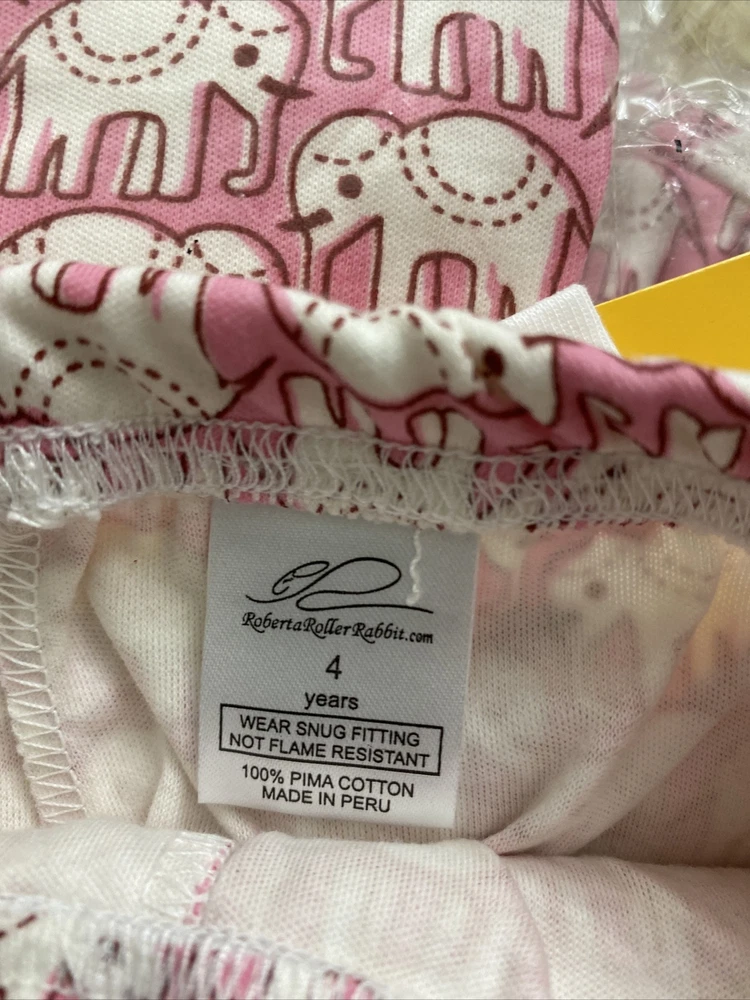 RobertaRollerRabbit.com
4
years
WEAR SNUG FITTING
NOT FLAME RESISTANT
100% PIMA COTTON
MADE IN PERU